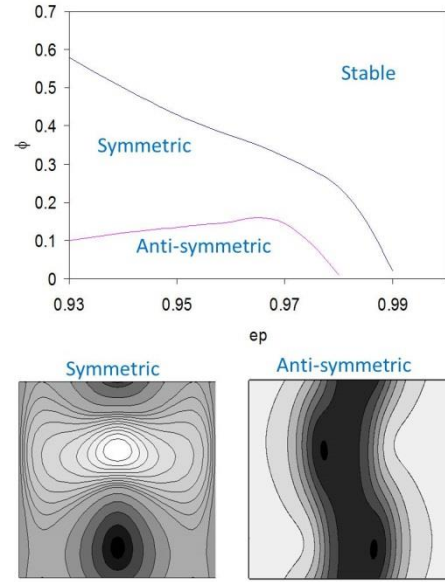 0.7
0.6
0.5
0.4
0.3
0.2
0.1
0
ϕ
Stable
Symmetric
Anti-symmetric
0.93 0.95 0.97 0.99
ep
Symmetric Anti-symmetric